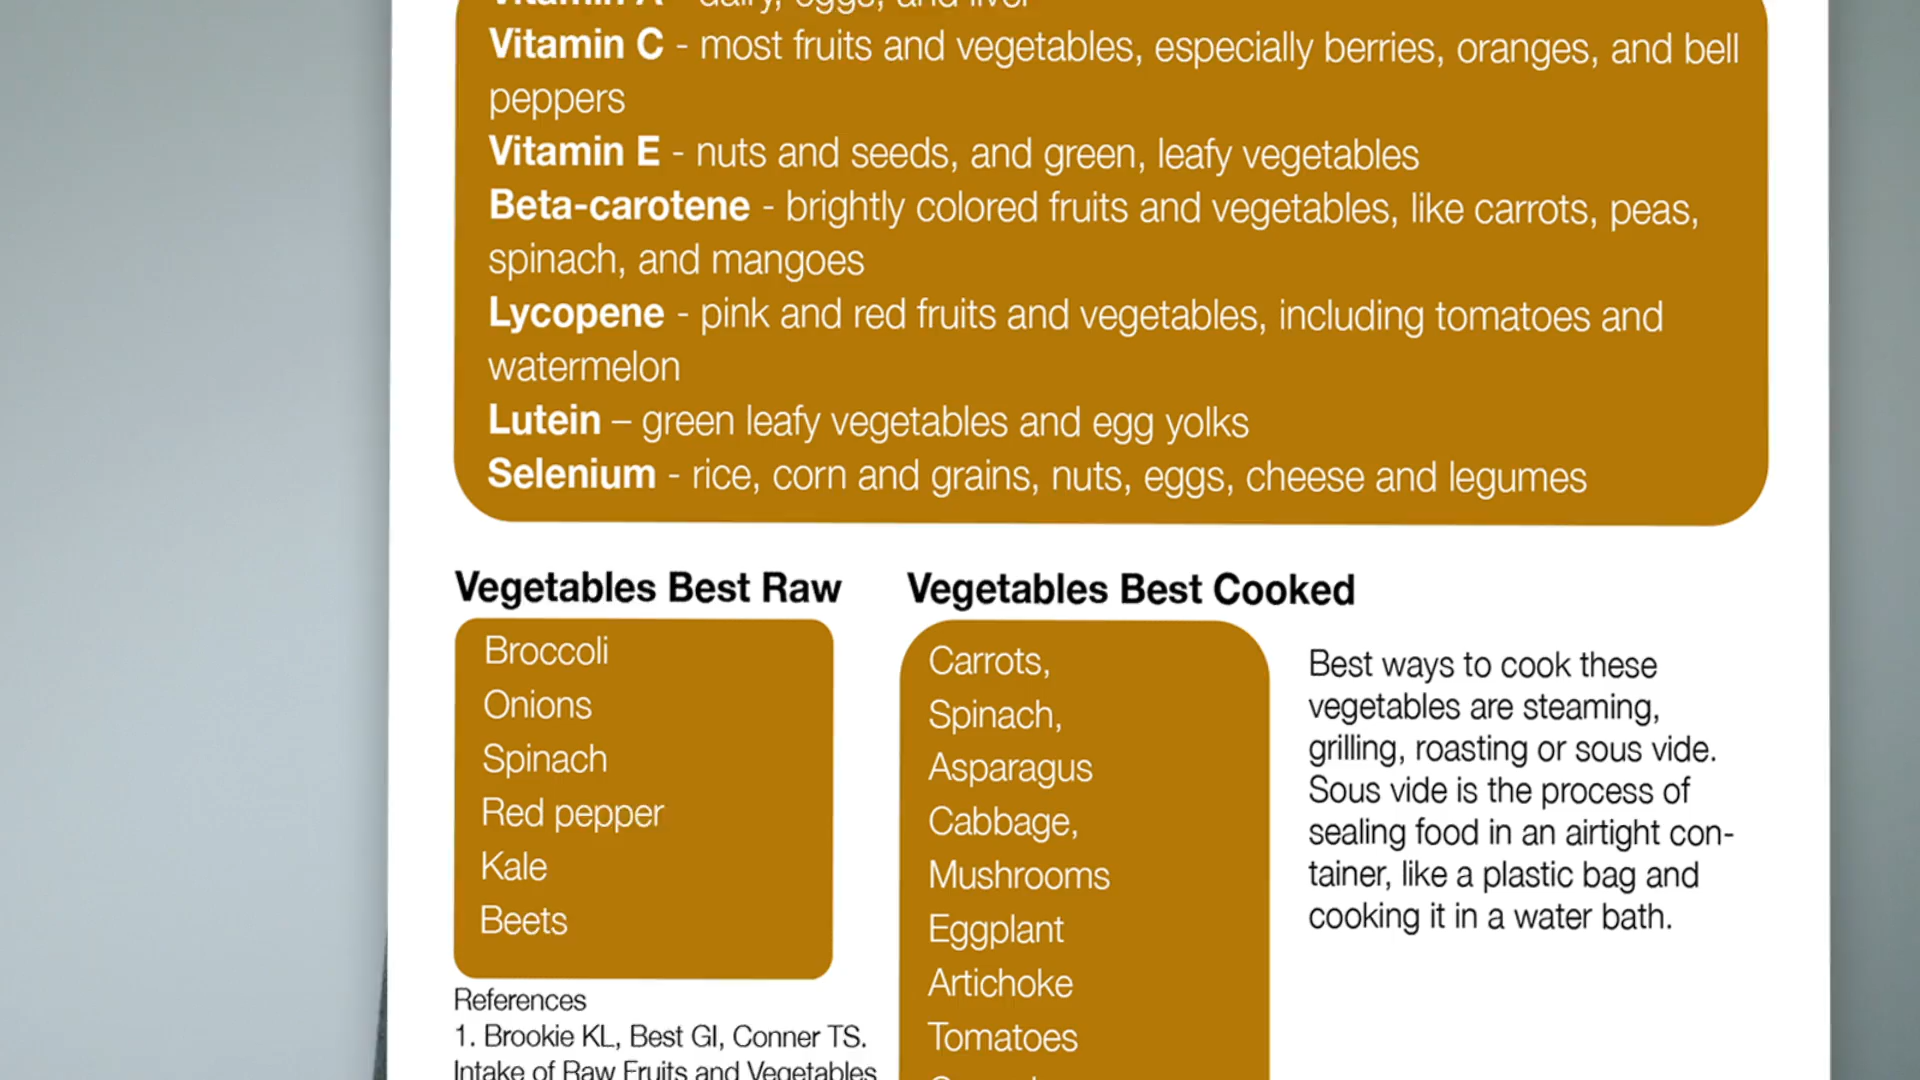 Vitamin A - dairy, eggs, and liver
Vitamin C - most fruits and vegetables, especially berries, oranges, and bell
peppers
Vitamin E - nuts and seeds, and green, leafy vegetables
Beta-carotene - brightly colored fruits and vegetables, like carrots, peas,
spinach, and mangoes
Lycopene - pink and red fruits and vegetables, including tomatoes and
watermelon
Lutein – green leafy vegetables and egg yolks
Selenium - rice, corn and grains, nuts, eggs, cheese and legumes
Vegetables Best Raw
Broccoli
Onions
Spinach
Red pepper
Kale
Beets
References
1. Brookie KL, Best GI, Conner TS.
Intake of Raw Fruits and Vegetables
Vegetables Best Cooked
Carrots,
Spinach,
Asparagus
Cabbage,
Mushrooms
Eggplant
Artichoke
Tomatoes
Best ways to cook these
vegetables are steaming,
grilling, roasting or sous vide.
Sous vide is the process of
sealing food in an airtight con-
tainer, like a plastic bag and
cooking it in a water bath.